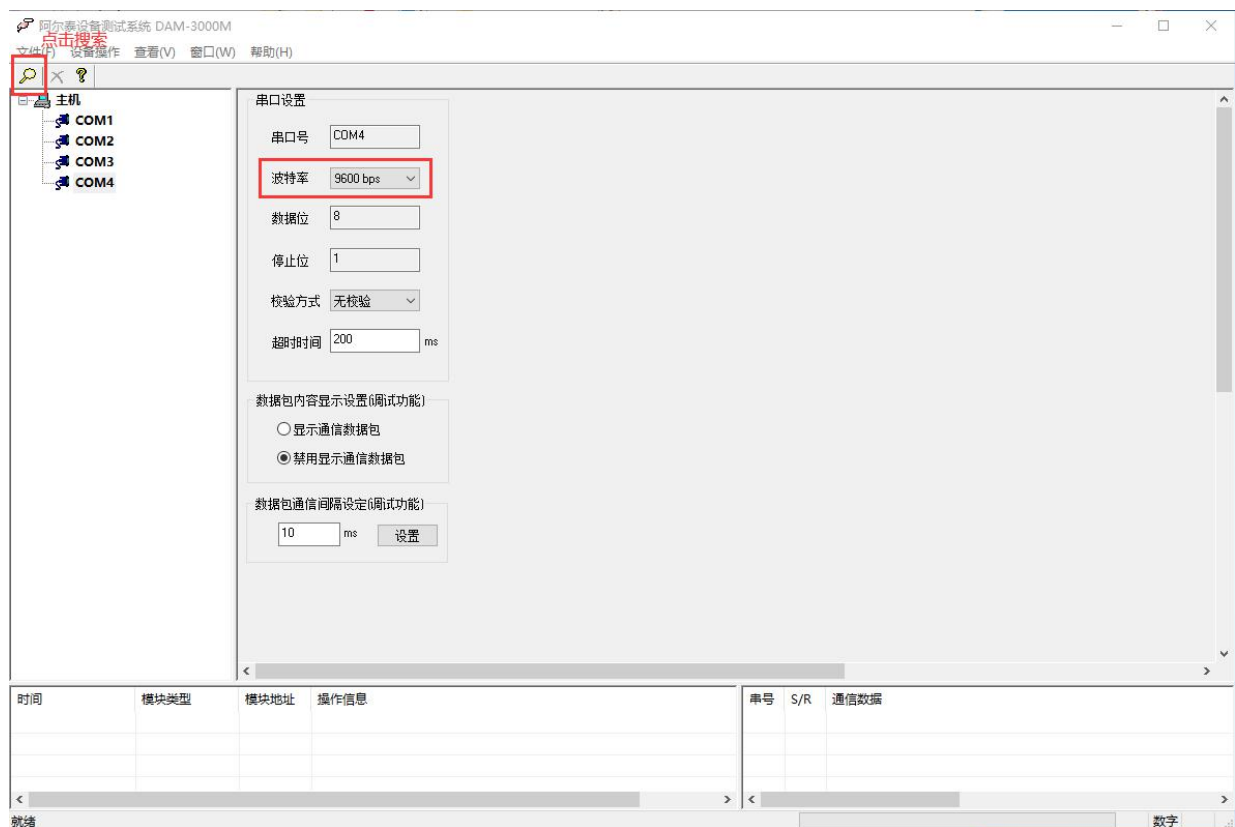 阿尔泰设备测试系统 DAM-3000M
点击搜索
文件(F) 设备操作 查看(V) 窗口(W) 帮助(H)
主机
COM1
COM2
COM3
COM4
串口设置
串口号 COM4
波特率 9600 bps
数据位 8
停止位 1
校验方式 无校验
超时时间 200 ms
数据包内容显示设置(调试功能)
显示通信数据包
禁用显示通信数据包
数据包通信间隔设定(调试功能)
10 ms 设置
时间 模块类型 模块地址 操作信息
串号 S/R 通信数据
就绪 数字